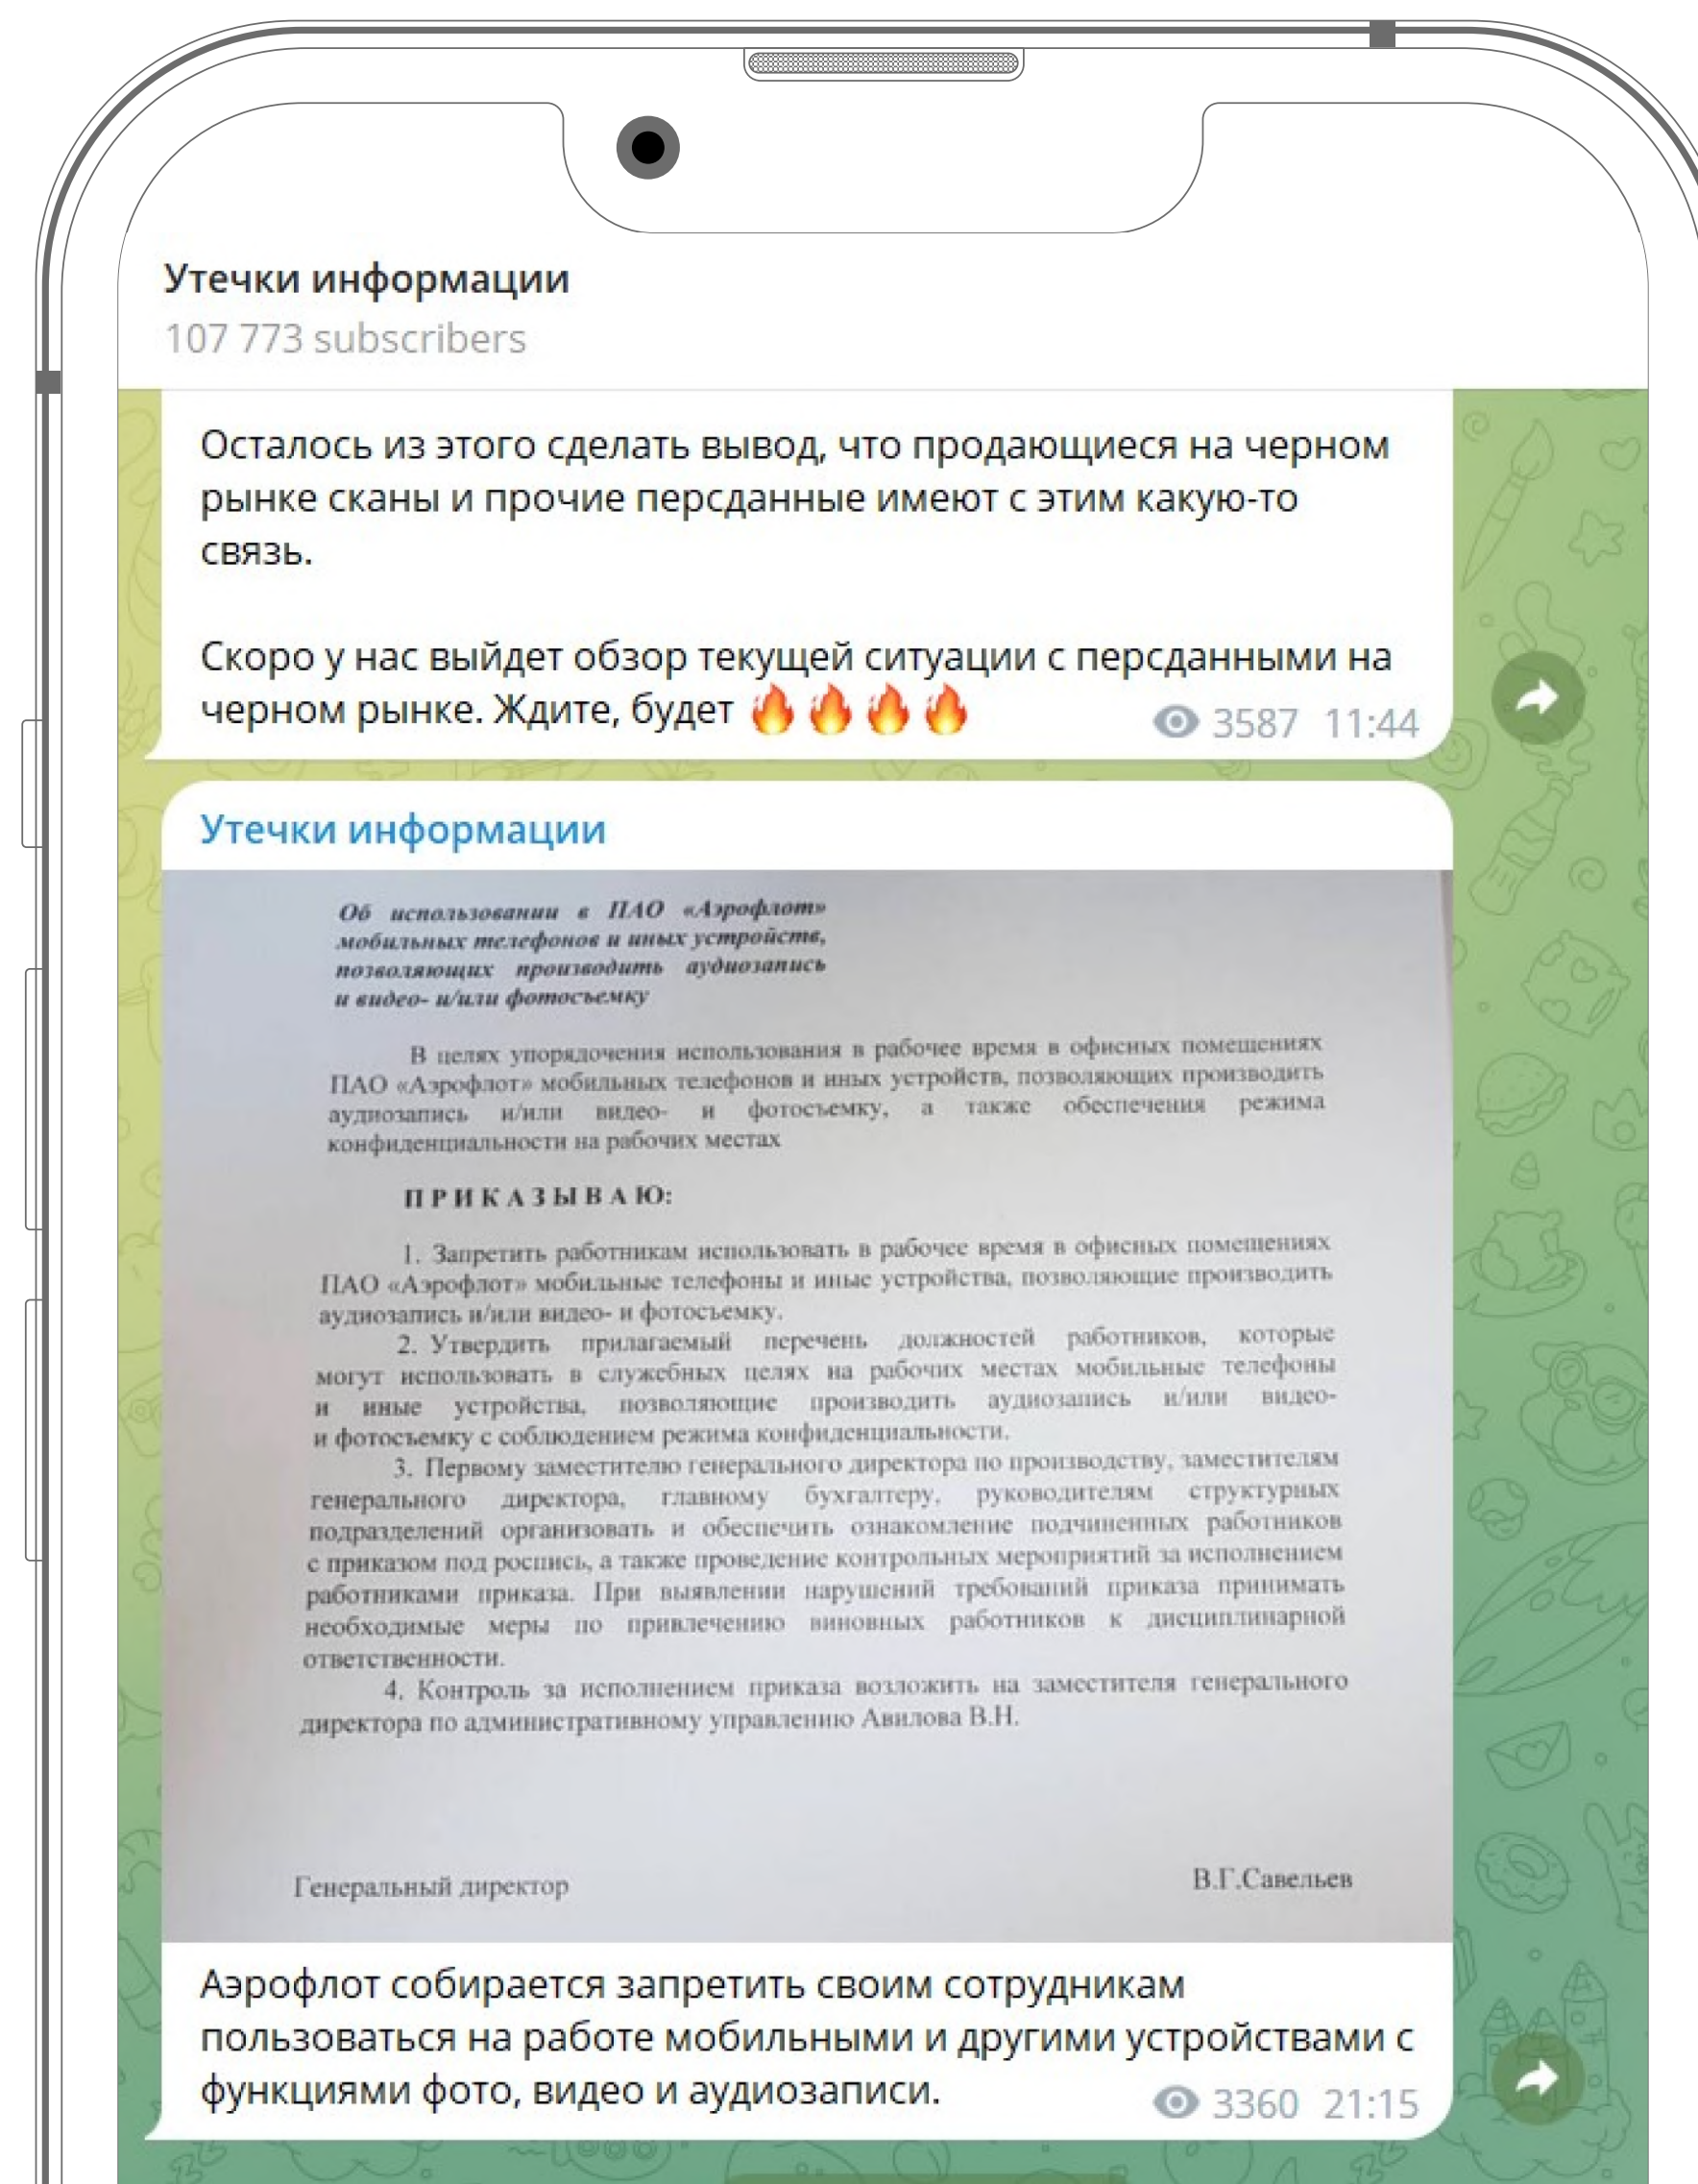 Утечки информации
107 773 subscribers
Осталось из этого сделать вывод, что продающиеся на черном
рынке сканы и прочие персданные имеют с этим какую-то
связь.
Скоро у нас выйдет обзор текущей ситуации с персданными на
черном рынке. Ждите, будет 🔥🔥🔥🔥
3587 11:44
Утечки информации
Об использовании в ПАО «Аэрофлот»
мобильных телефонов и иных устройств,
позволяющих производить аудиозапись
и видео- и/или фотосъемку
В целях упорядочения использования в рабочее время в офисных помещениях
ПАО «Аэрофлот» мобильных телефонов и иных устройств, позволяющих производить
аудиозапись и/или видео- и фотосъемку, а также обеспечения режима
конфиденциальности на рабочих местах
ПРИКАЗЫВАЮ:
1. Запретить работникам использовать в рабочее время в офисных помещениях
ПАО «Аэрофлот» мобильные телефоны и иные устройства, позволяющие производить
аудиозапись и/или видео- и фотосъемку.
2. Утвердить прилагаемый перечень должностей работников, которые
могут использовать в служебных целях на рабочих местах мобильные телефоны
и иные устройства, позволяющие производить аудиозапись и/или видео-
и фотосъемку с соблюдением режима конфиденциальности.
3. Первому заместителю генерального директора по производству, заместителям
генерального директора, главному бухгалтеру, руководителям структурных
подразделений организовать и обеспечить ознакомление подчиненных работников
с приказом под роспись, а также проведение контрольных мероприятий за исполнением
работниками приказа. При выявлении нарушений требований приказа принимать
необходимые меры по привлечению виновных работников к дисциплинарной
ответственности.
4. Контроль за исполнением приказа возложить на заместителя генерального
директора по административному управлению Авилова В.Н.
Генеральный директор В.Г.Савельев
Аэрофлот собирается запретить своим сотрудникам
пользоваться на работе мобильными и другими устройствами с
функциями фото, видео и аудиозаписи.
3360 21:15